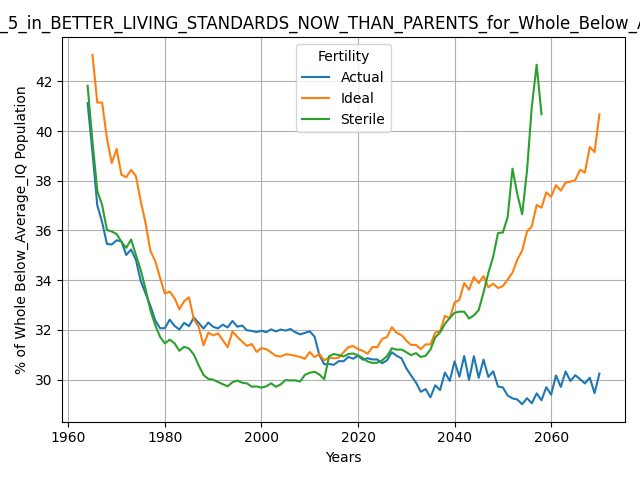 _5_in_BETTER_LIVING_STANDARDS_NOW_THAN_PARENTS_for_Whole_Below_A
Fertility
Actual
Ideal
Sterile
% of Whole Below_Average_IQ Population
42
40
38
36
34
32
30
1960
1980
2000
2020
2040
2060
Years